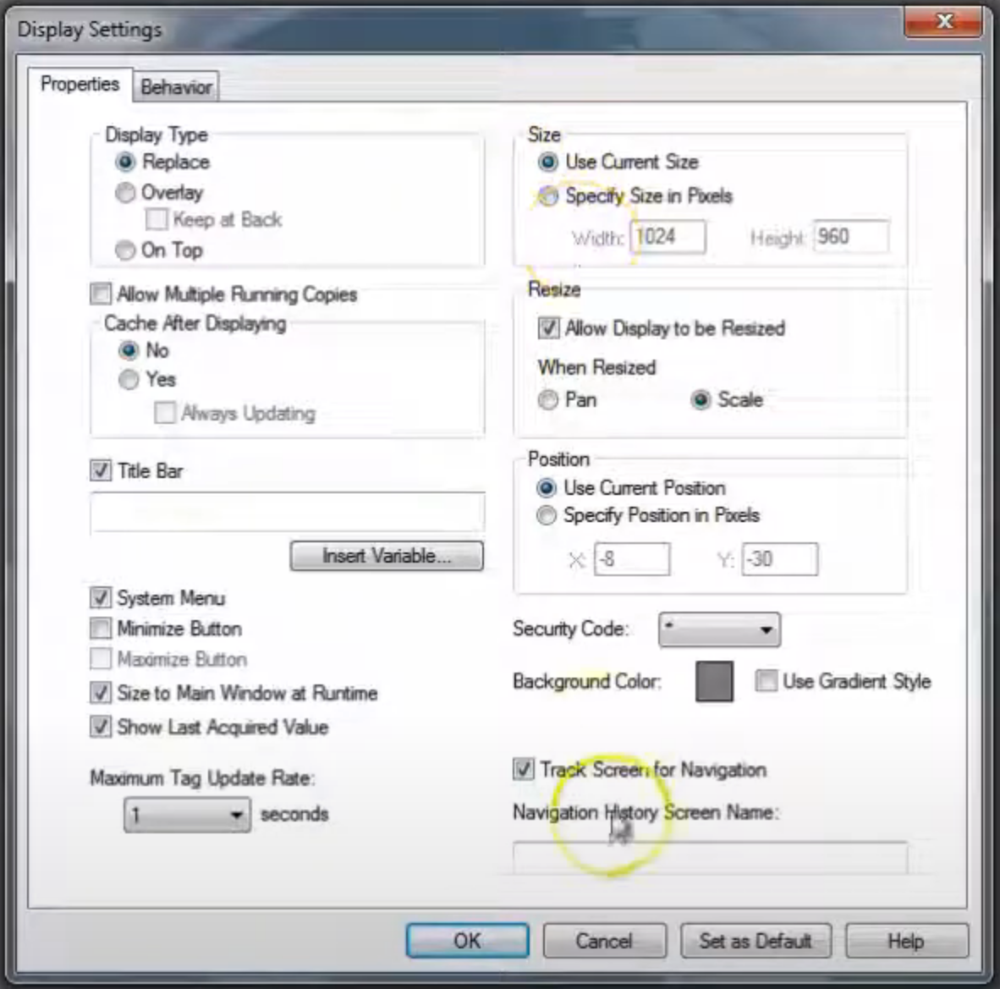 Display Settings
Properties
Behavior
Display Type
Replace
Overlay
Keep at Back
On Top
Allow Multiple Running Copies
Cache After Displaying
No
Yes
Always Updating
Title Bar
Insert Variable...
System Menu
Minimize Button
Maximize Button
Size to Main Window at Runtime
Show Last Acquired Value
Maximum Tag Update Rate:
1 seconds
Size
Use Current Size
Specify Size in Pixels
Width: 1024 Height: 960
Resize
Allow Display to be Resized
When Resized
Pan Scale
Position
Use Current Position
Specify Position in Pixels
X: -8 Y: -30
Security Code: *
Background Color: Use Gradient Style
Track Screen for Navigation
Navigation History Screen Name:
OK Cancel Set as Default Help